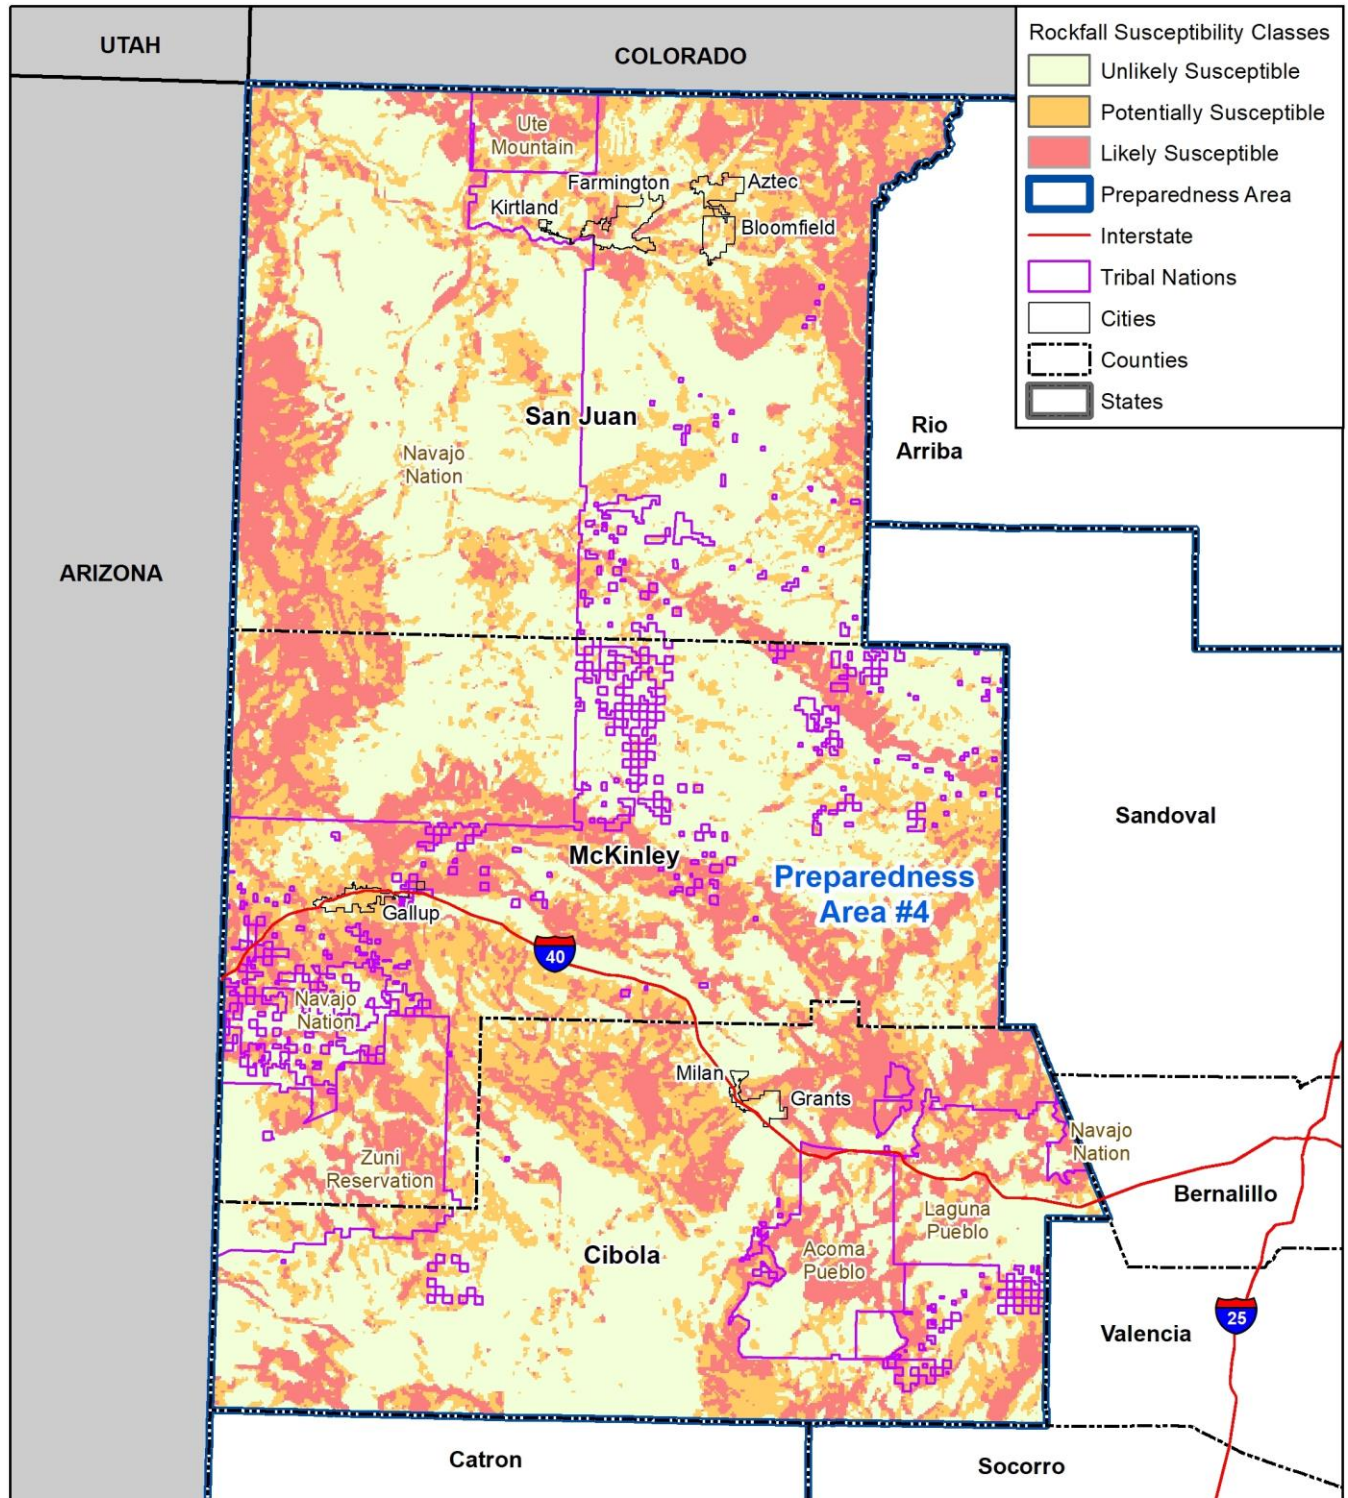 UTAH
COLORADO
Rockfall Susceptibility Classes
Unlikely Susceptible
Potentially Susceptible
Likely Susceptible
Preparedness Area
Interstate
Tribal Nations
Cities
Counties
States
Ute
Mountain
Farmington
Aztec
Kirtland
Bloomfield
San Juan
Rio
Arriba
Navajo
Nation
ARIZONA
Sandoval
McKinley
Preparedness
Area #4
Gallup
40
Navajo
Nation
Milan
Grants
Navajo
Nation
Zuni
Reservation
Bernalillo
Laguna
Pueblo
Cibola
Acoma
Pueblo
25
Valencia
Catron
Socorro